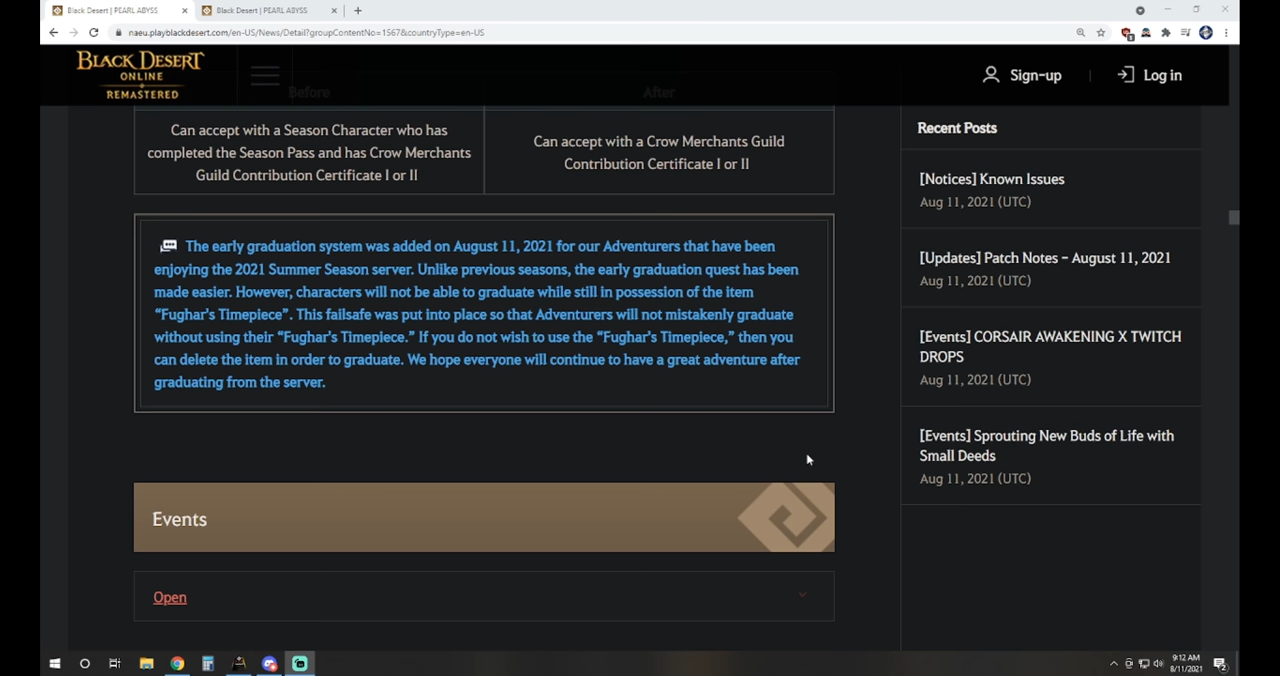 Black Desert | PEARL ABYSS
Black Desert | PEARL ABYSS
naeu.playblackdesert.com/en-US/News/Detail?groupContentNo=1567&countryType=en-US
BLACK DESERT
ONLINE
REMASTERED
Sign-up
Log in
Before
After
Can accept with a Season Character who has
completed the Season Pass and has Crow Merchants
Guild Contribution Certificate I or II
Can accept with a Crow Merchants Guild
Contribution Certificate I or II
The early graduation system was added on August 11, 2021 for our Adventurers that have been
enjoying the 2021 Summer Season server. Unlike previous seasons, the early graduation quest has been
made easier. However, characters will not be able to graduate while still in possession of the item
“Fughar's Timepiece”. This failsafe was put into place so that Adventurers will not mistakenly graduate
without using their “Fughar's Timepiece.” If you do not wish to use the “Fughar's Timepiece,” then you
can delete the item in order to graduate. We hope everyone will continue to have a great adventure after
graduating from the server.
Events
Open
Recent Posts
[Notices] Known Issues
Aug 11, 2021 (UTC)
[Updates] Patch Notes – August 11, 2021
Aug 11, 2021 (UTC)
[Events] CORSAIR AWAKENING X TWITCH
DROPS
Aug 11, 2021 (UTC)
[Events] Sprouting New Buds of Life with
Small Deeds
Aug 11, 2021 (UTC)
9:12 AM
8/11/2021